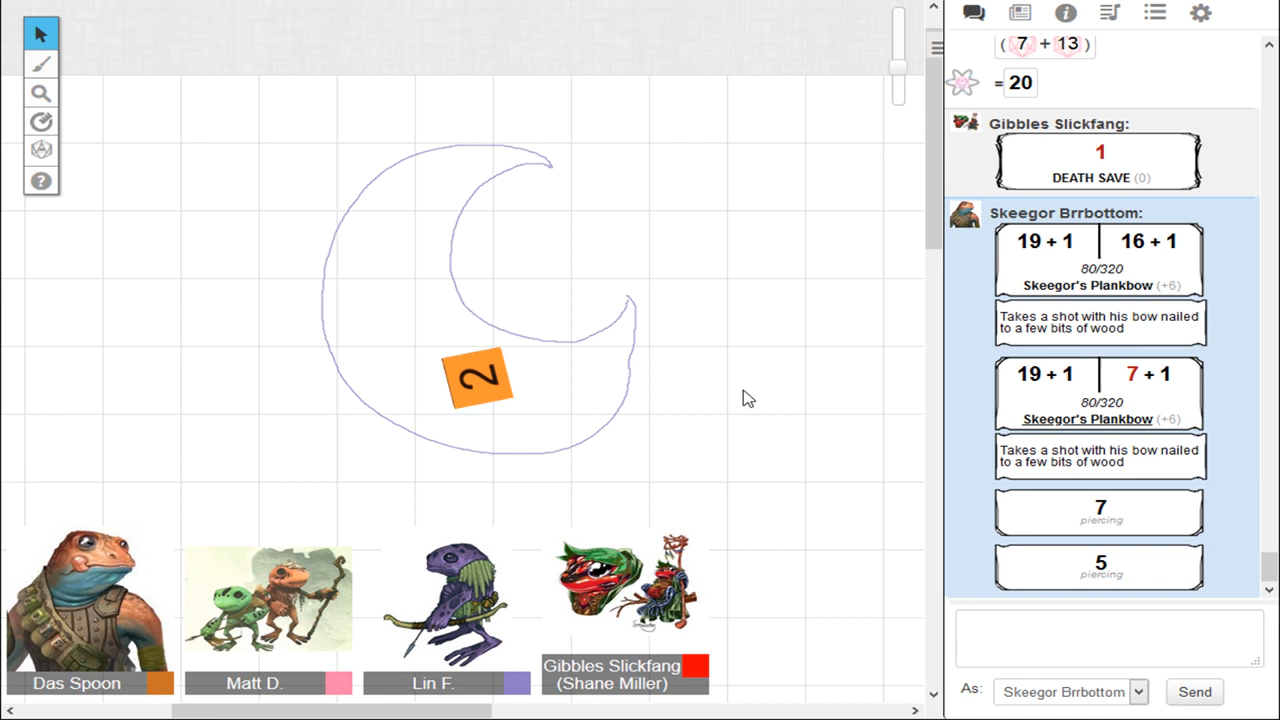 ?
2
Das Spoon
Matt D.
Lin F.
Gibbles Slickfang
(Shane Miller)
(7 + 13)
=20
Gibbles Slickfang:
1
DEATH SAVE (0)
Skeegor Brrbottom:
19 + 1 16 + 1
80/320
Skeegor's Plankbow (+6)
Takes a shot with his bow nailed
to a few bits of wood
19 + 1 7 + 1
80/320
Skeegor's Plankbow (+6)
Takes a shot with his bow nailed
to a few bits of wood
7
piercing
5
piercing
As: Skeegor Brrbottom Send